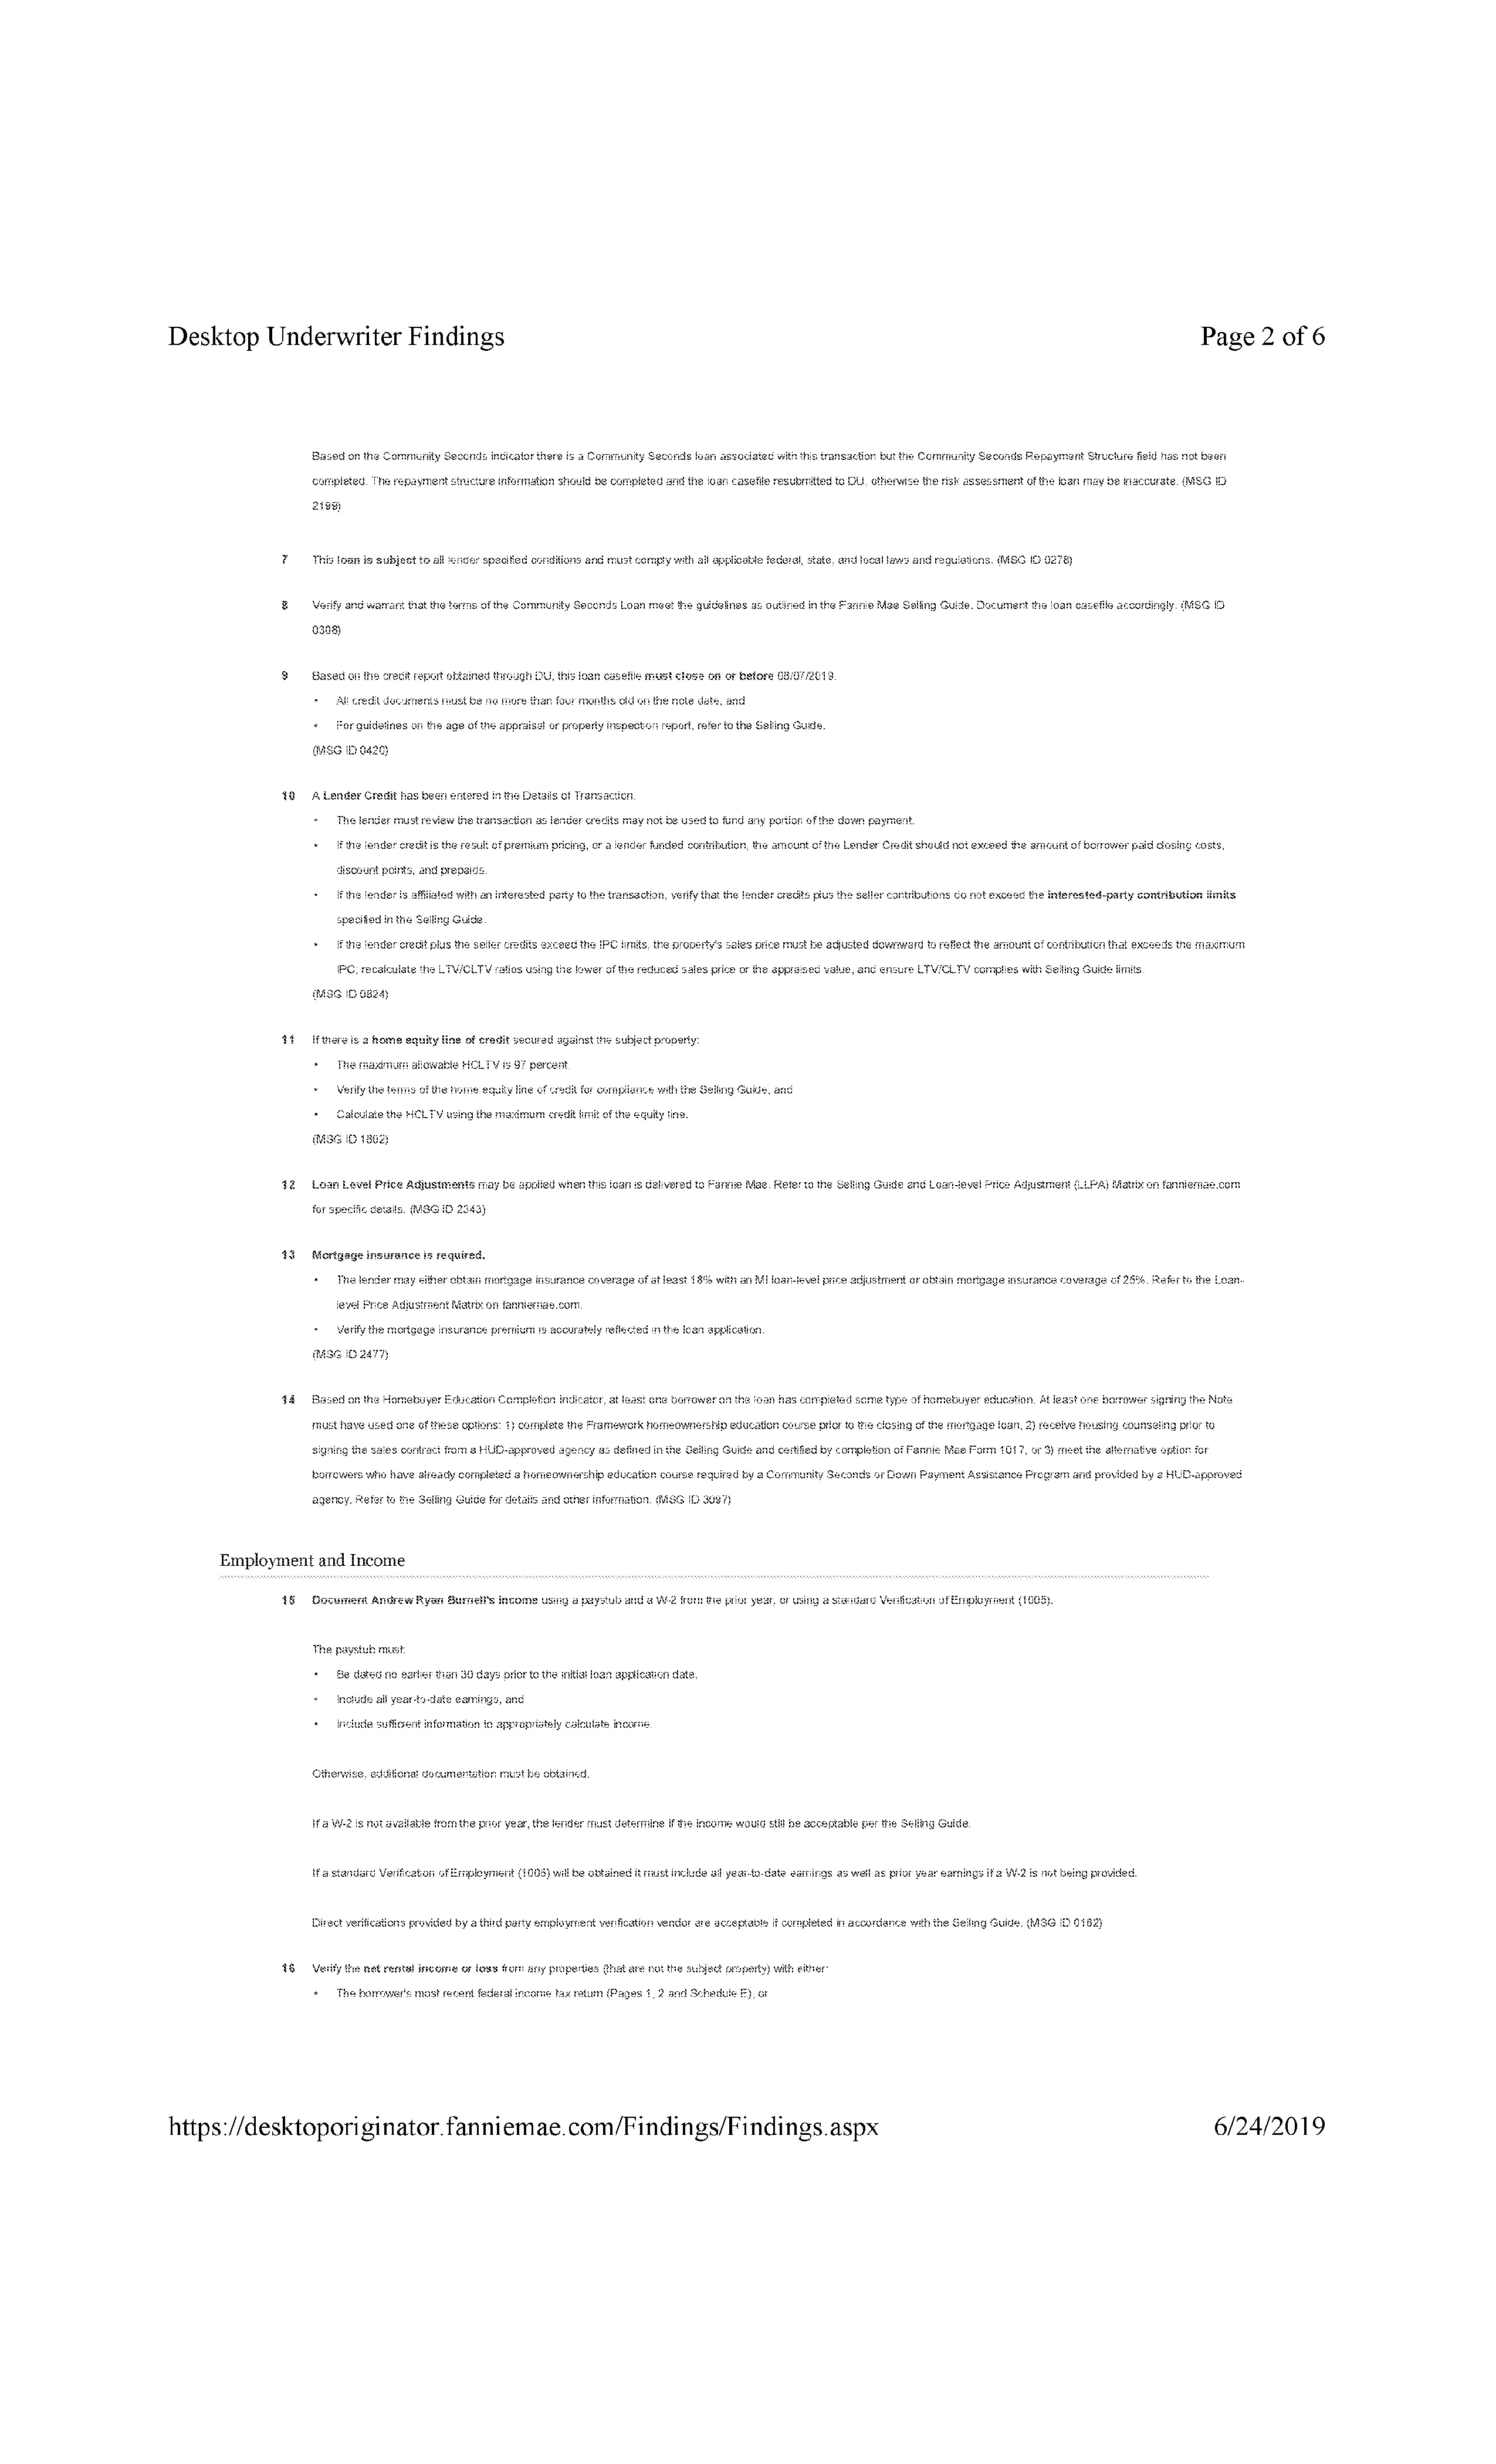 Desktop Underwriter Findings Page 2 of 6
Based on the Community Seconds indicator there is a Community Seconds loan associated with this transaction but the Community Seconds Repayment Structure field has not been
completed. The repayment structure information should be completed and the loan casefile resubmitted to DU, otherwise the risk assessment of the loan may be inaccurate. (MSG ID
2199)
7 This loan is subject to all lender specified conditions and must comply with all applicable federal, state, and local laws and regulations. (MSG ID 0278)
8 Verify and warrant that the terms of the Community Seconds Loan meet the guidelines as outlined in the Fannie Mae Selling Guide. Document the loan casefile accordingly. (MSG ID
0308)
9 Based on the credit report obtained through DU, this loan casefile must close on or before
• All credit documents must be no more than four months old on the note date, and
• For guidelines on the age of the appraisal or property inspection report, refer to the Selling Guide.
(MSG ID 0420)
10 A Lender Credit has been entered in the Details of Transaction.
• The lender must review the transaction as lender credits may not be used to fund any portion of the down payment.
• If the lender credit is the result of premium pricing, or a lender funded contribution, the amount of the Lender Credit should not exceed the amount of borrower paid closing costs,
discount points, and prepaids.
• If the lender is affiliated with an interested party to the transaction, verify that the lender credits plus the seller contributions do not exceed the interested-party contribution limits
specified in the Selling Guide.
• If the lender credit plus the seller credits exceed the IPC limits, the property's sales price must be adjusted downward to reflect the amount of contribution that exceeds the maximum
IPC; recalculate the LTV/CLTV ratios using the lower of the reduced sales price or the appraised value, and ensure LTV/CLTV complies with Selling Guide limits.
(MSG ID 0824)
11 If there is a home equity line of credit secured against the subject property:
• The maximum allowable HCLTV is 97 percent.
• Verify the terms of the home equity line of credit for compliance with the Selling Guide, and
• Calculate the HCLTV using the maximum credit limit of the equity line.
(MSG ID 1862)
12 Loan Level Price Adjustments may be applied when this loan is delivered to Fannie Mae. Refer to the Selling Guide and Loan-level Price Adjustment (LLPA) Matrix on fanniemae.com
for specific details. (MSG ID 2343)
13 Mortgage insurance is required.
• The lender may either obtain mortgage insurance coverage of at least 18% with an MI loan-level price adjustment or obtain mortgage insurance coverage of 25%. Refer to the Loan-
level Price Adjustment Matrix on fanniemae.com.
• Verify the mortgage insurance premium is accurately reflected in the loan application.
(MSG ID 2477)
14 Based on the Homebuyer Education Completion indicator, at least one borrower on the loan has completed some type of homebuyer education. At least one borrower signing the Note
must have used one of these options: 1) complete the Framework homeownership education course prior to the closing of the mortgage loan, 2) receive housing counseling prior to
signing the sales contract from a HUD-approved agency as defined in the Selling Guide and certified by completion of Fannie Mae Form 1017, or 3) meet the alternative option for
borrowers who have already completed a homeownership education course required by a Community Seconds or Down Payment Assistance Program and provided by a HUD-approved
agency. Refer to the Selling Guide for details and other information. (MSG ID 3097)
Employment and Income
15 Document Andrew Ryan Burnell's income using a paystub and a W-2 from the prior year, or using a standard Verification of Employment (1005).
The paystub must:
• Be dated no earlier than 30 days prior to the initial loan application date,
• Include all year-to-date earnings, and
• Include sufficient information to appropriately calculate income.
Otherwise, additional documentation must be obtained.
If a W-2 is not available from the prior year, the lender must determine if the income would still be acceptable per the Selling Guide.
If a standard Verification of Employment (1005) will be obtained it must include all year-to-date earnings as well as prior year earnings if a W-2 is not being provided.
Direct verifications provided by a third party employment verification vendor are acceptable if completed in accordance with the Selling Guide. (MSG ID 0162)
16 Verify the net rental income or loss from any properties (that are not the subject property) with either:
• The borrower's most recent federal income tax return (Pages 1, 2 and Schedule E), or
https://desktoporiginator.fanniemae.com/Findings/Findings.aspx 6/24/2019